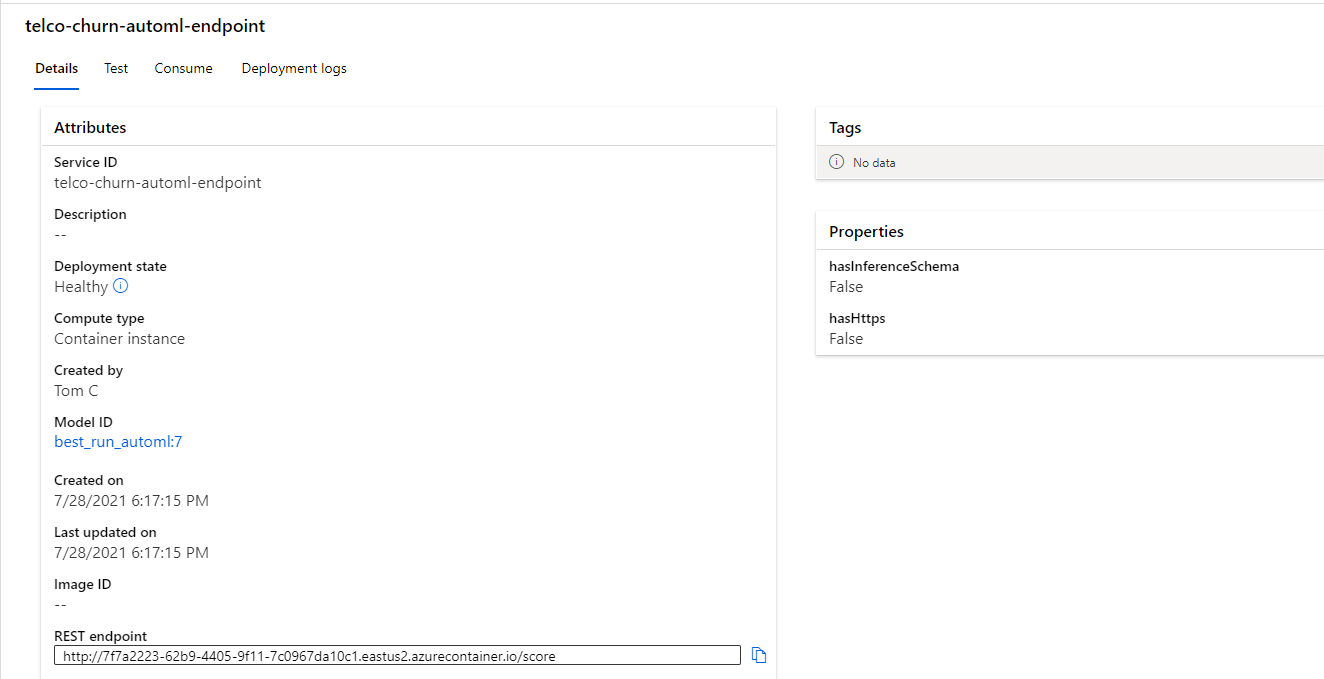 telco-churn-automl-endpoint
Details Test Consume Deployment logs
Attributes
Service ID
telco-churn-automl-endpoint
Description
--
Deployment state
Healthy
Compute type
Container instance
Created by
Tom C
Model ID
best_run_automl:7
Created on
7/28/2021 6:17:15 PM
Last updated on
7/28/2021 6:17:15 PM
Image ID
--
REST endpoint
http://7f7a2223-62b9-4405-9f11-7c0967da10c1.eastus2.azurecontainer.io/score
Tags
No data
Properties
hasInferenceSchema
False
hasHttps
False